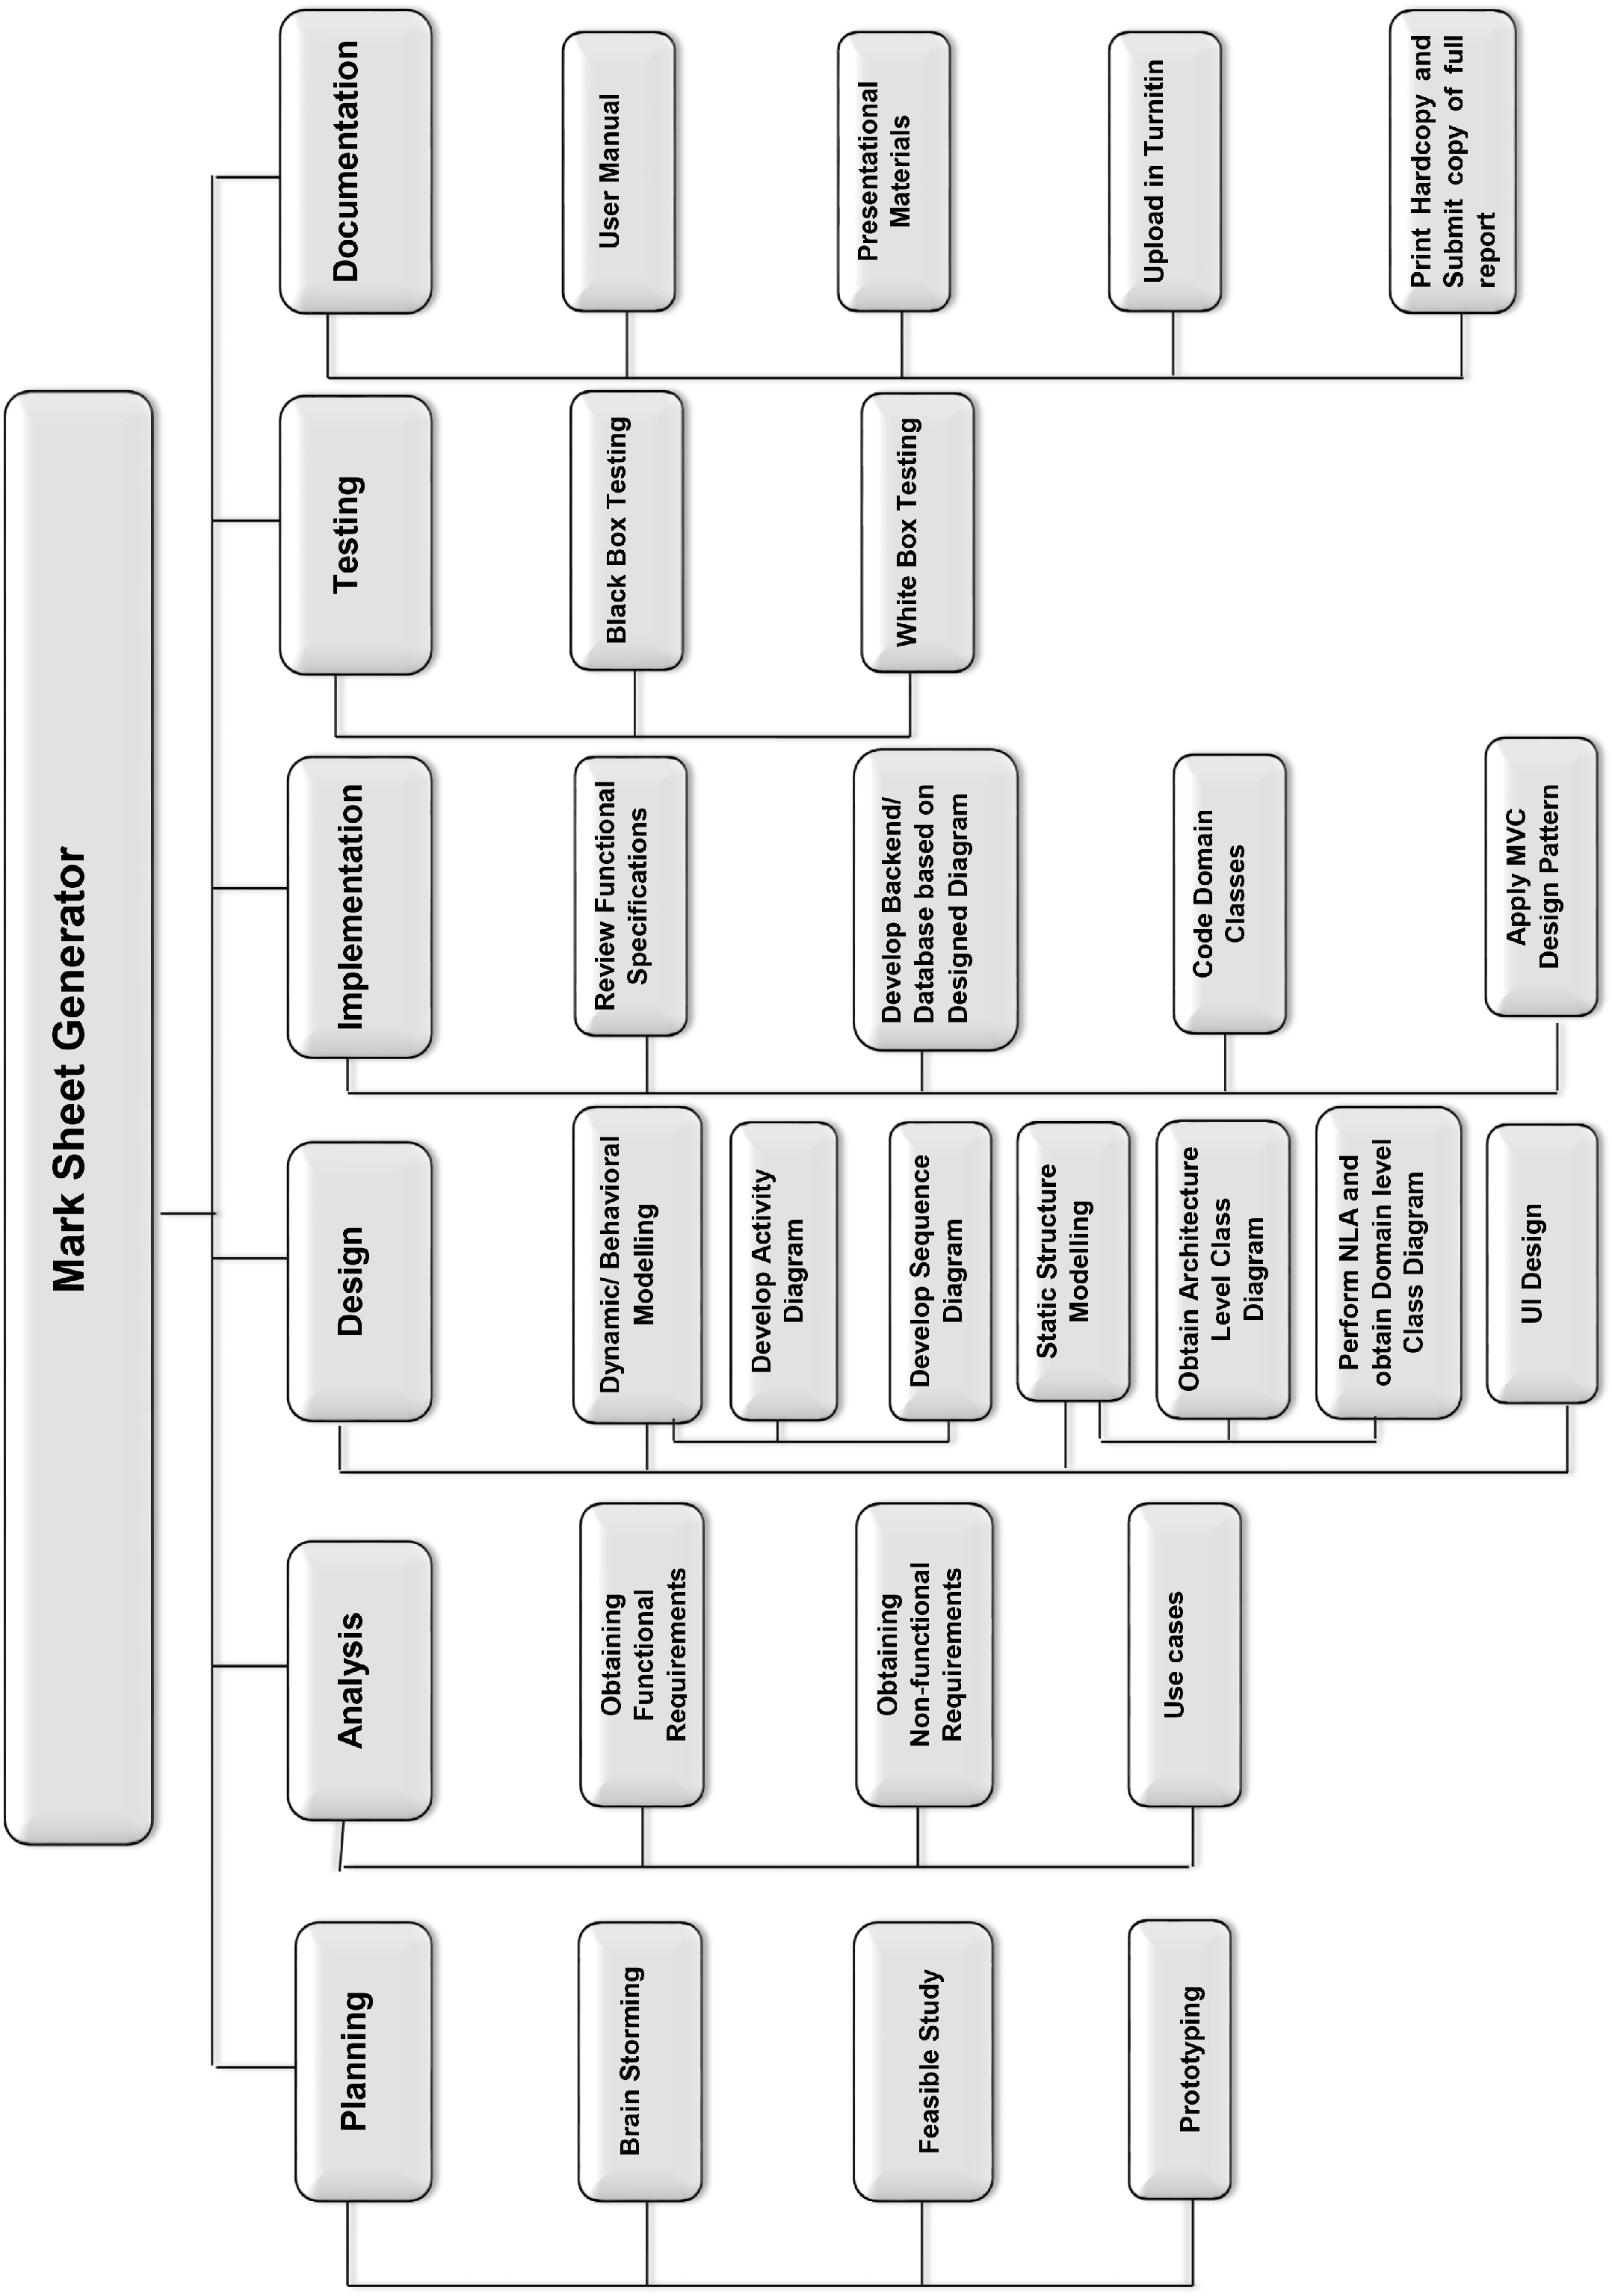 Mark Sheet Generator
Planning
Brain Storming
Feasible Study
Prototyping
Analysis
Obtaining
Functional
Requirements
Obtaining
Non-functional
Requirements
Use cases
Design
Dynamic/ Behavioral
Modelling
Develop Activity
Diagram
Develop Sequence
Diagram
Static Structure
Modelling
Obtain Architecture
Level Class
Diagram
Perform NLA and
obtain Domain level
Class Diagram
UI Design
Implementation
Review Functional
Specifications
Develop Backend/
Database based on
Designed Diagram
Code Domain
Classes
Apply MVC
Design Pattern
Testing
Black Box Testing
White Box Testing
Documentation
User Manual
Presentational
Materials
Upload in Turnitin
Print Hardcopy and
Submit copy of full
report